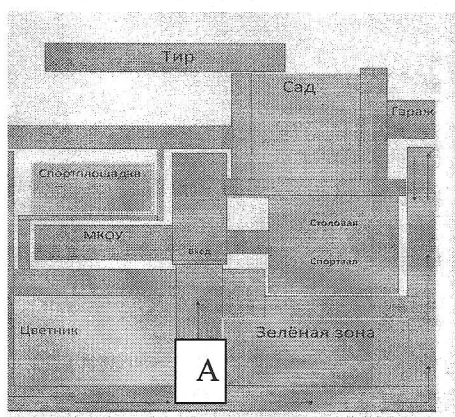 Тир
Сад
Гараж
Спортплощадка
МКОУ
Вход
Столовая
Спортзал
Цветник
Зелёная зона
А